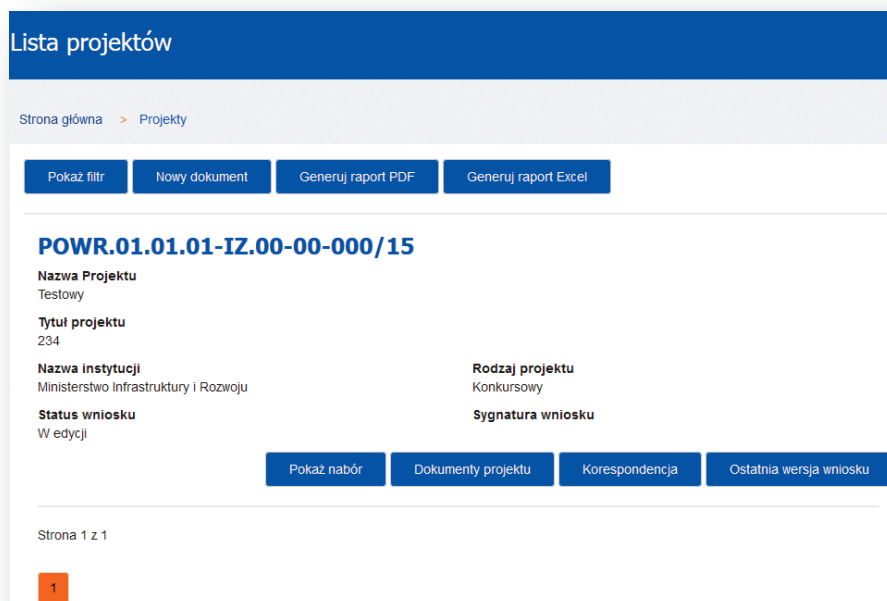 Lista projektów
Strona główna > Projekty
Pokaż filtr Nowy dokument Generuj raport PDF Generuj raport Excel
POWR.01.01.01-IZ.00-00-000/15
Nazwa Projektu
Testowy
Tytuł projektu
234
Nazwa instytucji Rodzaj projektu
Ministerstwo Infrastruktury i Rozwoju Konkursowy
Status wniosku Sygnatura wniosku
W edycji
Pokaż nabór Dokumenty projektu Korespondencja Ostatnia wersja wniosku
Strona 1 z 1
1